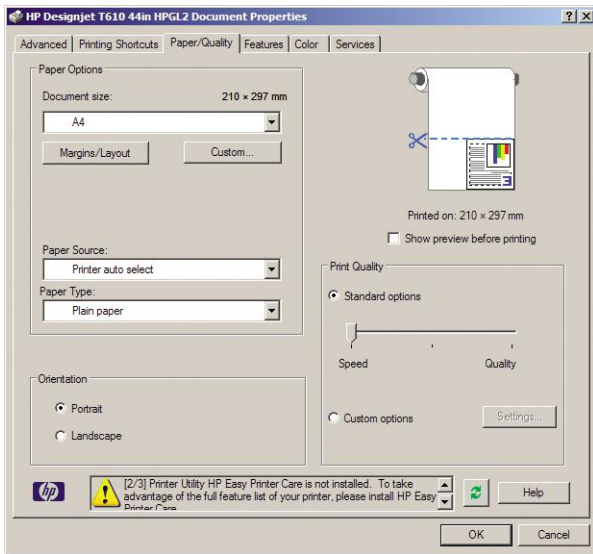 HP Designjet T610 44in HPGL2 Document Properties
Advanced Printing Shortcuts Paper/Quality Features Color Services
Paper Options
Document size: 210 × 297 mm
A4
Margins/Layout Custom...
Printed on: 210 × 297 mm
Show preview before printing
Paper Source:
Printer auto select
Paper Type:
Plain paper
Print Quality
Standard options
Speed Quality
Custom options Settings...
Orientation
Portrait
Landscape
hp
[2/3] Printer Utility HP Easy Printer Care is not installed. To take
advantage of the full feature list of your printer, please install HP Easy
Printer Care
Help
OK Cancel